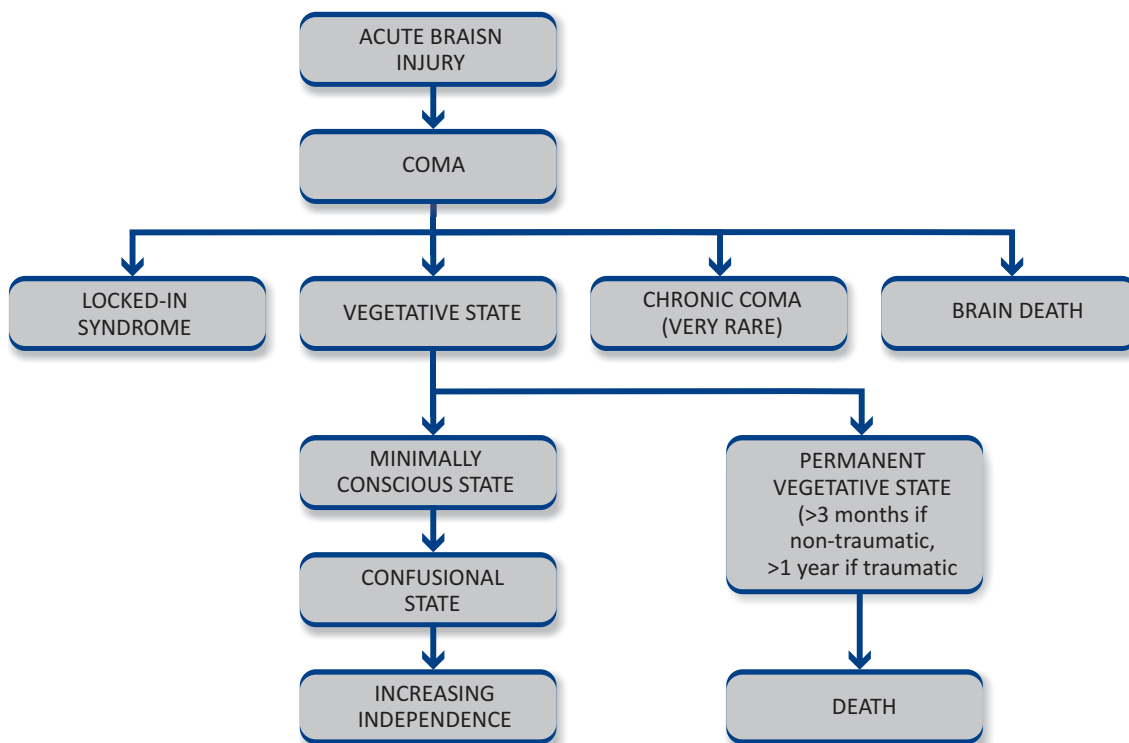 ACUTE BRAISN
INJURY
COMA
LOCKED-IN
SYNDROME
VEGETATIVE STATE
CHRONIC COMA
(VERY RARE)
BRAIN DEATH
MINIMALLY
CONSCIOUS STATE
PERMANENT
VEGETATIVE STATE
(>3 months if
non-traumatic,
>1 year if traumatic
CONFUSIONAL
STATE
INCREASING
INDEPENDENCE
DEATH